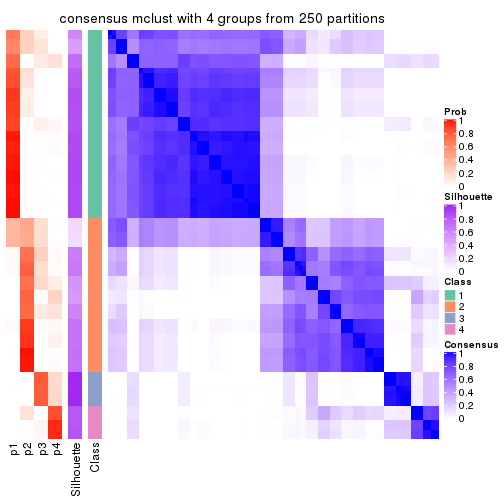 consensus mclust with 4 groups from 250 partitions
Prob
1
0.8
0.6
0.4
0.2
0
Silhouette
1
0.8
0.6
0.4
0.2
0
Class
1
2
3
4
Consensus
1
0.8
0.6
0.4
0.2
0
p1
p2
p3
p4
Silhouette
Class